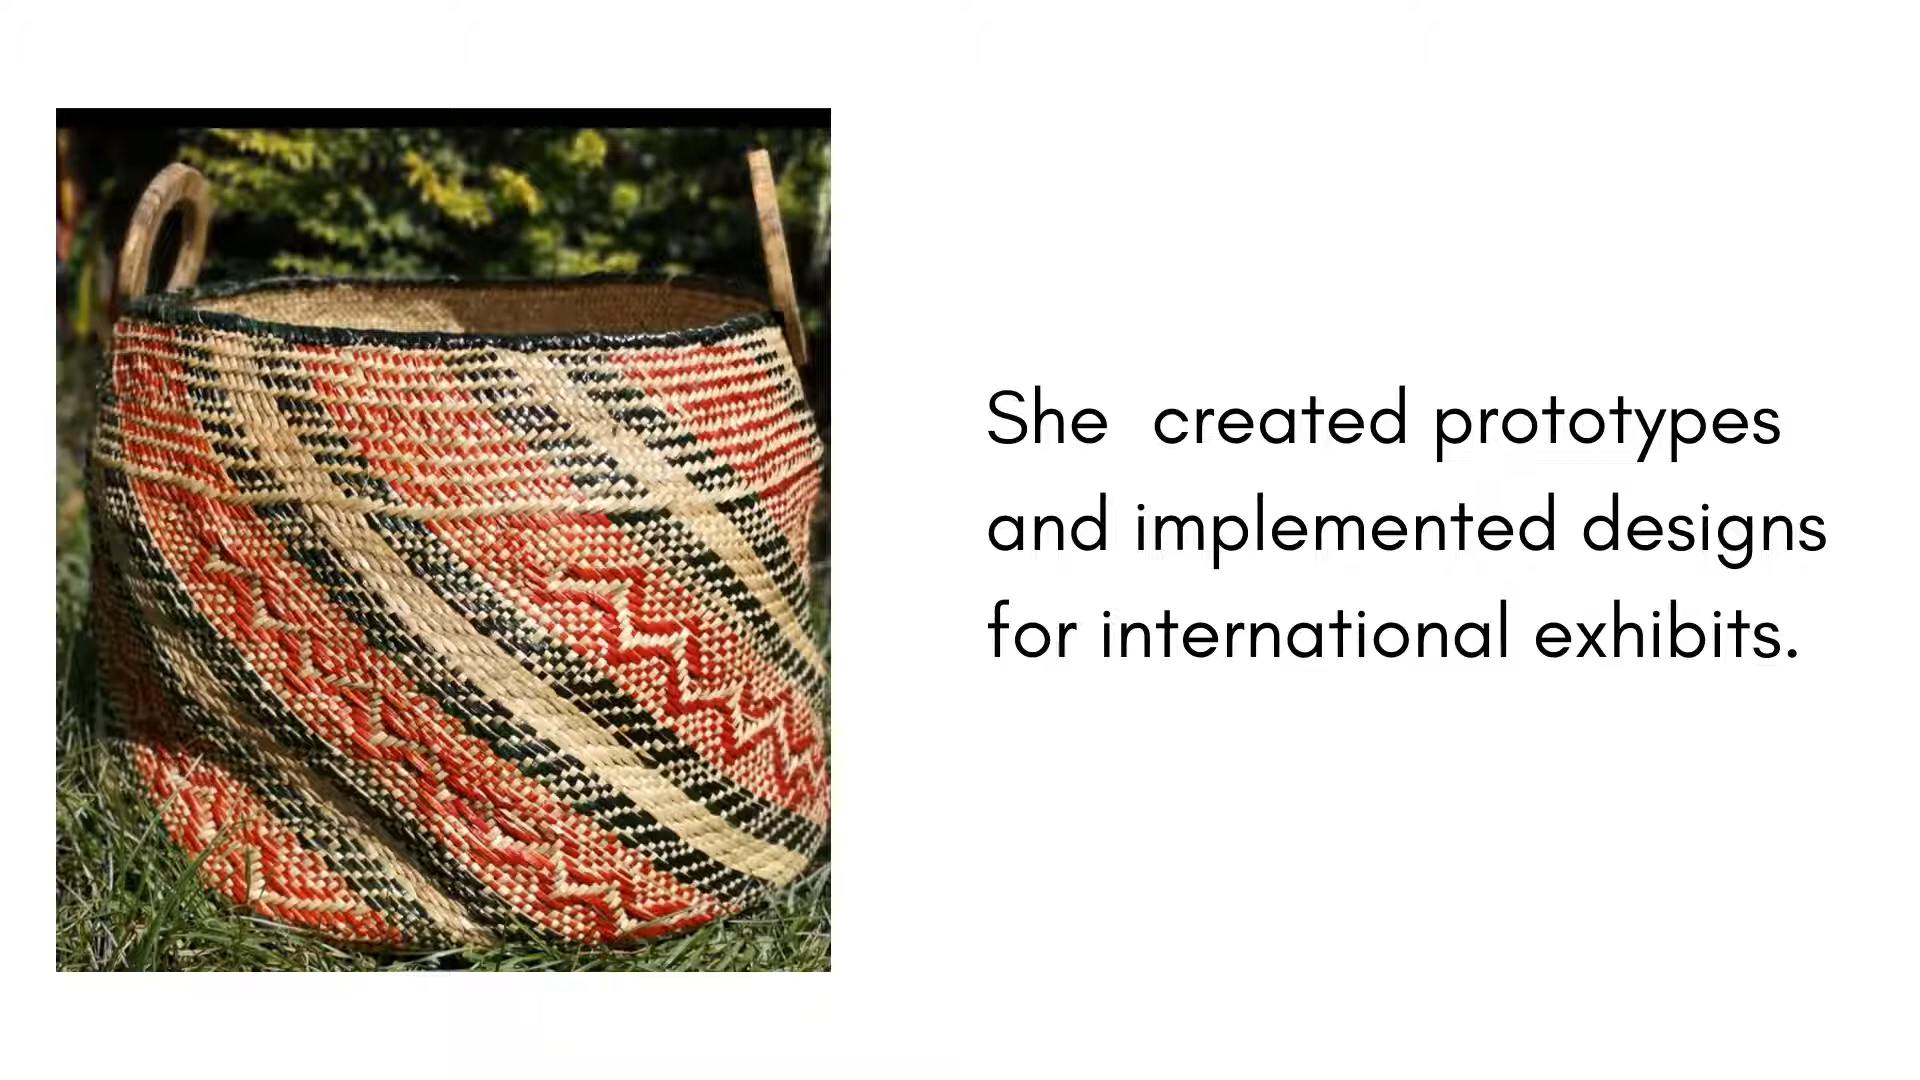 She  created prototypes
and implemented designs
for international exhibits.